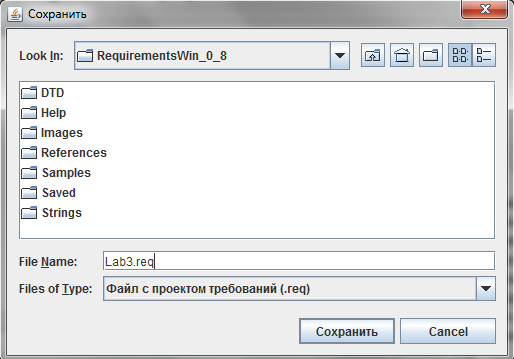 Сохранить
Look In: RequirementsWin_0_8
DTD
Help
Images
References
Samples
Saved
Strings
File Name: Lab3.req
Files of Type: Файл с проектом требований (.req)
Сохранить Cancel